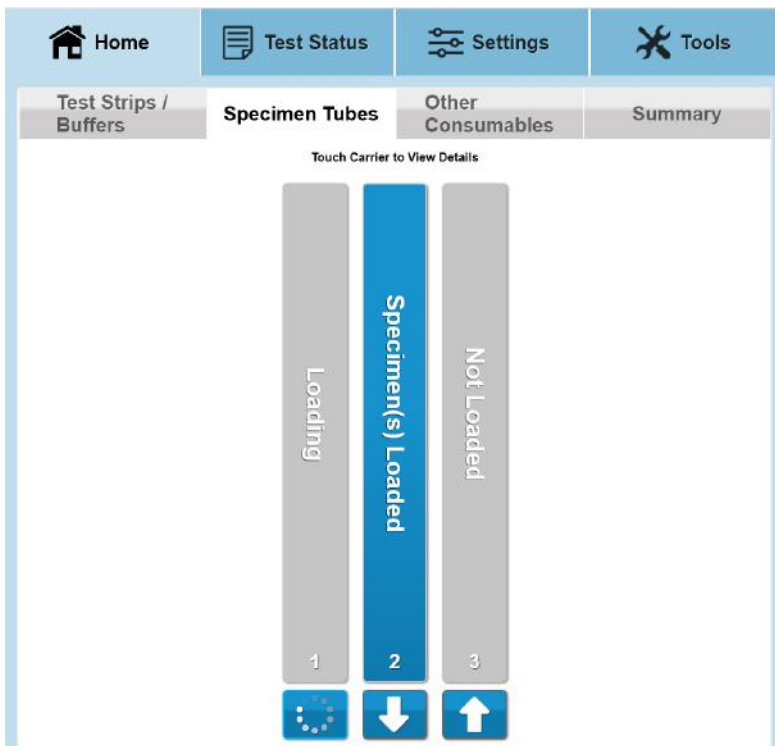 Home
Test Status
Settings
Tools
Test Strips /
Buffers
Specimen Tubes
Other
Consumables
Summary
Touch Carrier to View Details
Loading
1
Specimen(s) Loaded
2
Not Loaded
3